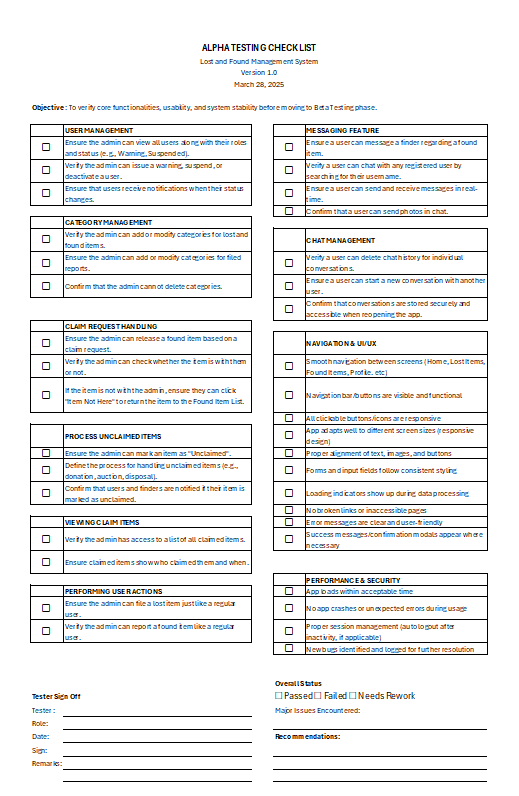 ALPHA TESTING CHECK LIST
Lost and Found Management System
Version 1.0
March 28, 2025
Objective: To verify core functionalities, usability, and system stability before moving to Beta Testing phase.
USER MANAGEMENT
☐ Ensure the admin can view all users along with their roles
and status (e.g., Warning, Suspended).
☐ Verify the admin can issue a warning, suspend, or
deactivate a user.
☐ Ensure that users receive notifications when their status
changes.
CATEGORY MANAGEMENT
☐ Verify the admin can add or modify categories for lost and
found items.
☐ Ensure the admin can add or modify categories for filed
reports.
☐ Confirm that the admin cannot delete categories.
CLAIM REQUEST HANDLING
☐ Ensure the admin can release a found item based on a
claim request.
☐ Verify the admin can check whether the item is with them
or not.
☐ If the item is not with the admin, ensure they can click
"Item Not Here" to return the item to the Found Item List.
PROCESS UNCLAIMED ITEMS
☐ Ensure the admin can mark an item as "Unclaimed".
☐ Define the process for handling unclaimed items (e.g.,
donation, auction, disposal).
☐ Confirm that users and finders are notified if their item is
marked as unclaimed.
VIEWING CLAIM ITEMS
☐ Verify the admin has access to a list of all claimed items.
☐ Ensure claimed items show who claimed them and when.
PERFORMING USER ACTIONS
☐ Ensure the admin can file a lost item just like a regular
user.
☐ Verify the admin can report a found item like a regular
user.
MESSAGING FEATURE
☐ Ensure a user can message a finder regarding a found
item.
☐ Verify a user can chat with any registered user by
searching for their username.
☐ Ensure a user can send and receive messages in real-
time.
☐ Confirm that a user can send photos in chat.
CHAT MANAGEMENT
☐ Verify a user can delete chat history for individual
conversations.
☐ Ensure a user can start a new conversation with another
user.
☐ Confirm that conversations are stored securely and
accessible when reopening the app.
NAVIGATION & UI/UX
☐ Smooth navigation between screens (Home, Lost Items,
Found Items, Profile. etc)
☐ Navigation bar/buttons are visible and functional
☐ All clickable buttons/icons are responsive
☐ App adapts well to different screen sizes (responsive
design)
☐ Proper alignment of text, images, and buttons
☐ Forms and input fields follow consistent styling
☐ Loading indicators show up during data processing
☐ No broken links or inaccessible pages
☐ Error messages are clear and user-friendly
☐ Success messages/confirmation modals appear where
necessary
PERFORMANCE & SECURITY
☐ App loads within acceptable time
☐ No app crashes or unexpected errors during usage
☐ Proper session management (auto logout after
inactivity, if applicable)
☐ New bugs identified and logged for further resolution
Tester Sign Off
Tester :
Role:
Date:
Sign:
Remarks:
Overall Status
☐ Passed ☐ Failed ☐ Needs Rework
Major Issues Encountered:
Recommendations: